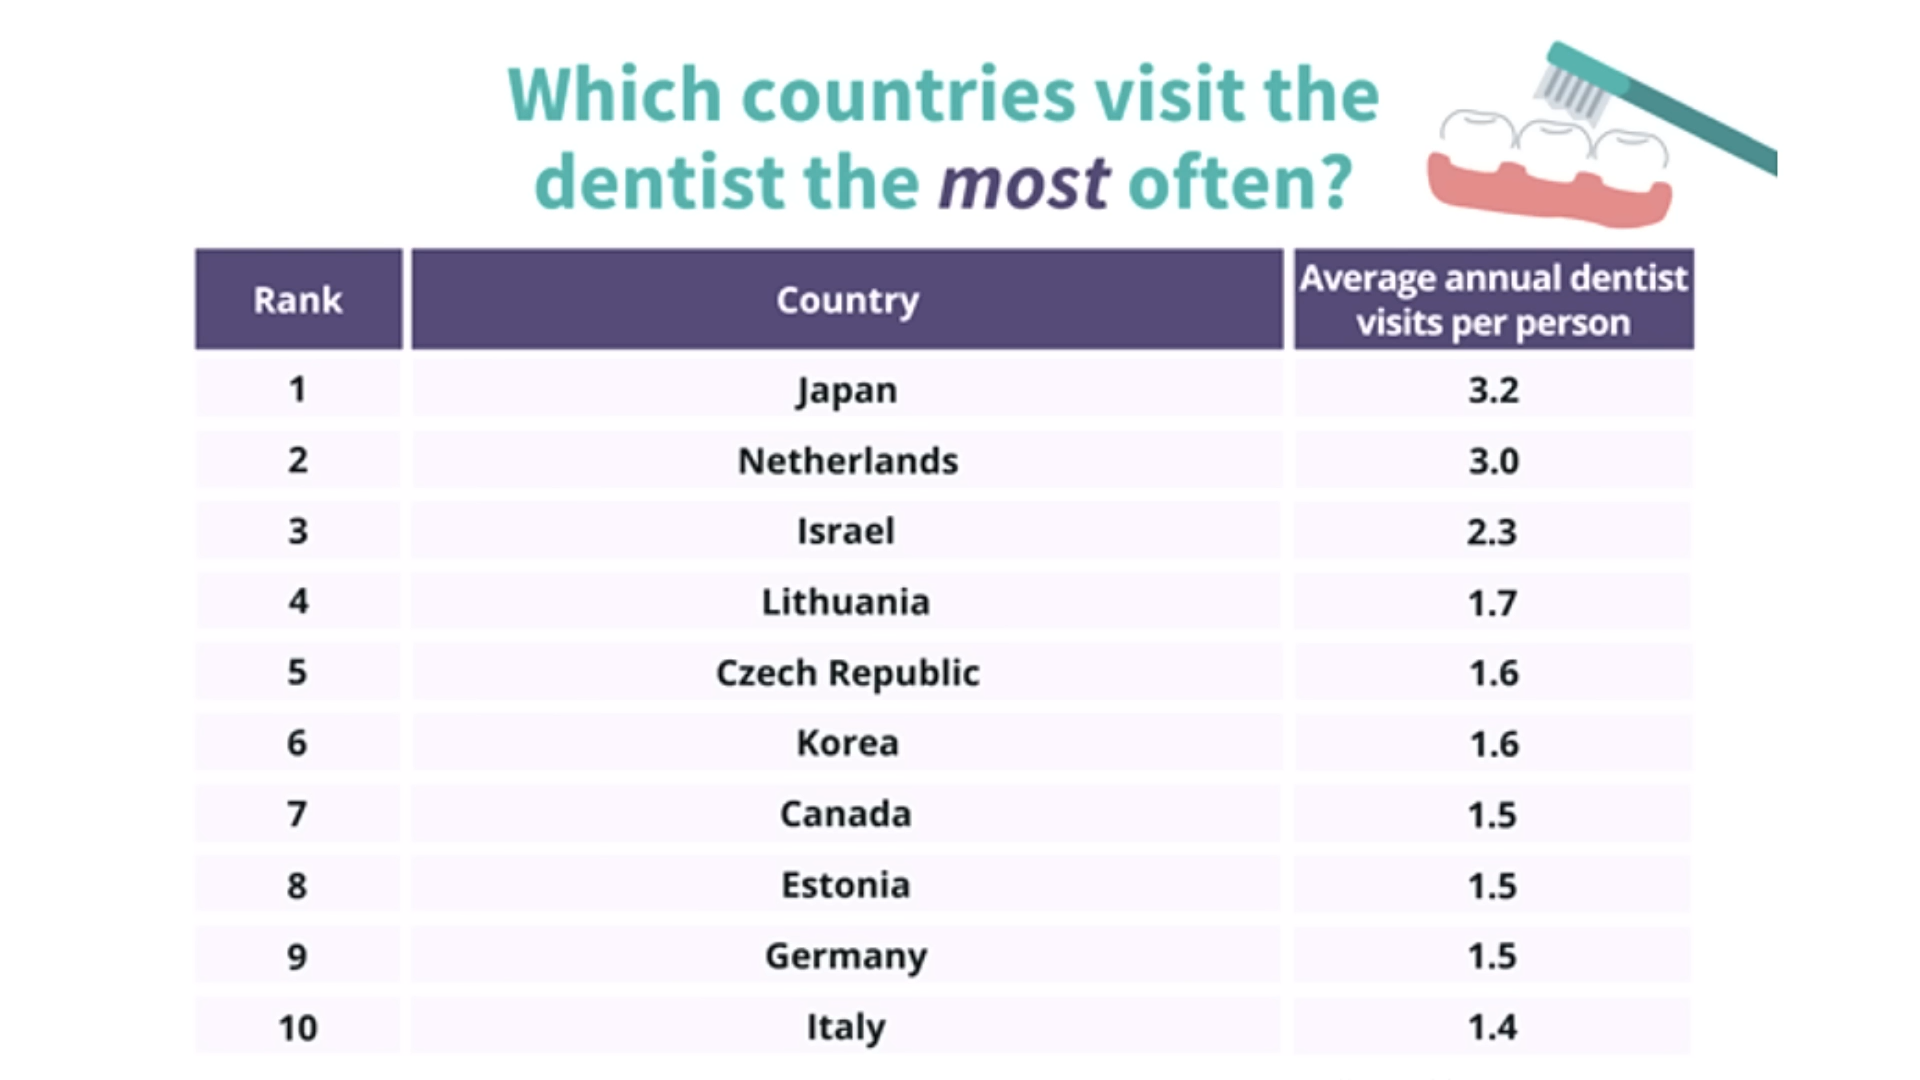 Which countries visit the
dentist the most often?
Rank Country Average annual dentist visits per person
1 Japan 3.2
2 Netherlands 3.0
3 Israel 2.3
4 Lithuania 1.7
5 Czech Republic 1.6
6 Korea 1.6
7 Canada 1.5
8 Estonia 1.5
9 Germany 1.5
10 Italy 1.4